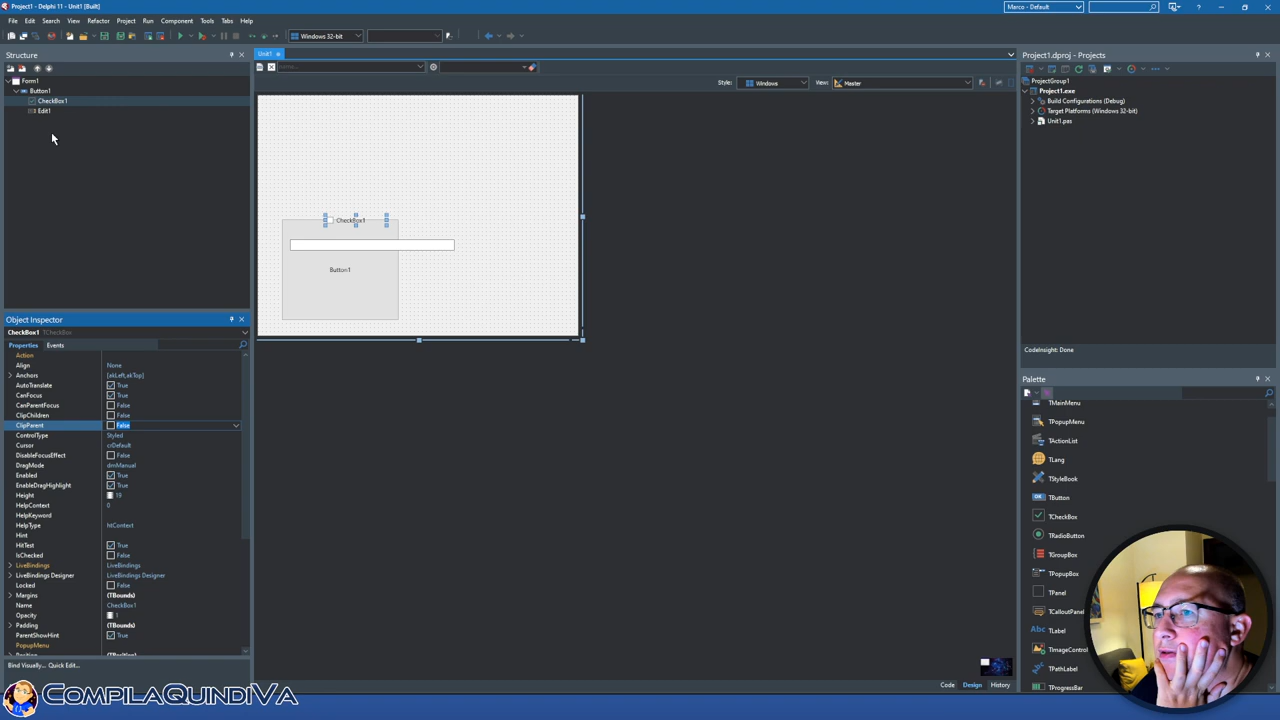 Project1 - Delphi 11 - Unit1 [Built]
Marco - Default
File Edit Search View Refactor Project Run Component Tools Tabs Help
Windows 32-bit
Structure
Form1
Button1
CheckBox1
Edit1
Object Inspector
CheckBox1 TCheckBox
Properties Events
Action
Align None
Anchors [akLeft,akTop]
AutoTranslate True
CanFocus True
CanParentFocus False
ClipChildren False
ClipParent False
ControlType Styled
Cursor crDefault
DisableFocusEffect False
DragMode dmManual
Enabled True
EnableDragHighlight True
Height 19
HelpContext 0
HelpKeyword
HelpType htContext
Hint
HitTest True
IsChecked False
LiveBindings LiveBindings
LiveBindings Designer LiveBindings Designer
Locked False
Margins (TBounds)
Name CheckBox1
Opacity 1
Padding (TBounds)
ParentShowHint True
PopupMenu
Bind Visually... Quick Edit...
Unit1
Style: Windows View: Master
CheckBox1
Button1
Code Design History
Project1.dproj - Projects
ProjectGroup1
Project1.exe
Build Configurations (Debug)
Target Platforms (Windows 32-bit)
Unit1.pas
CodeInsight: Done
Palette
TMainMenu
TPopupMenu
TActionList
TLang
TStyleBook
OK TButton
TCheckBox
TRadioButton
TGroupBox
TPopupBox
TPanel
TCalloutPanel
Abc TLabel
TImageControl
TPathLabel
TProgressBar
COMPILAQUINDIVA